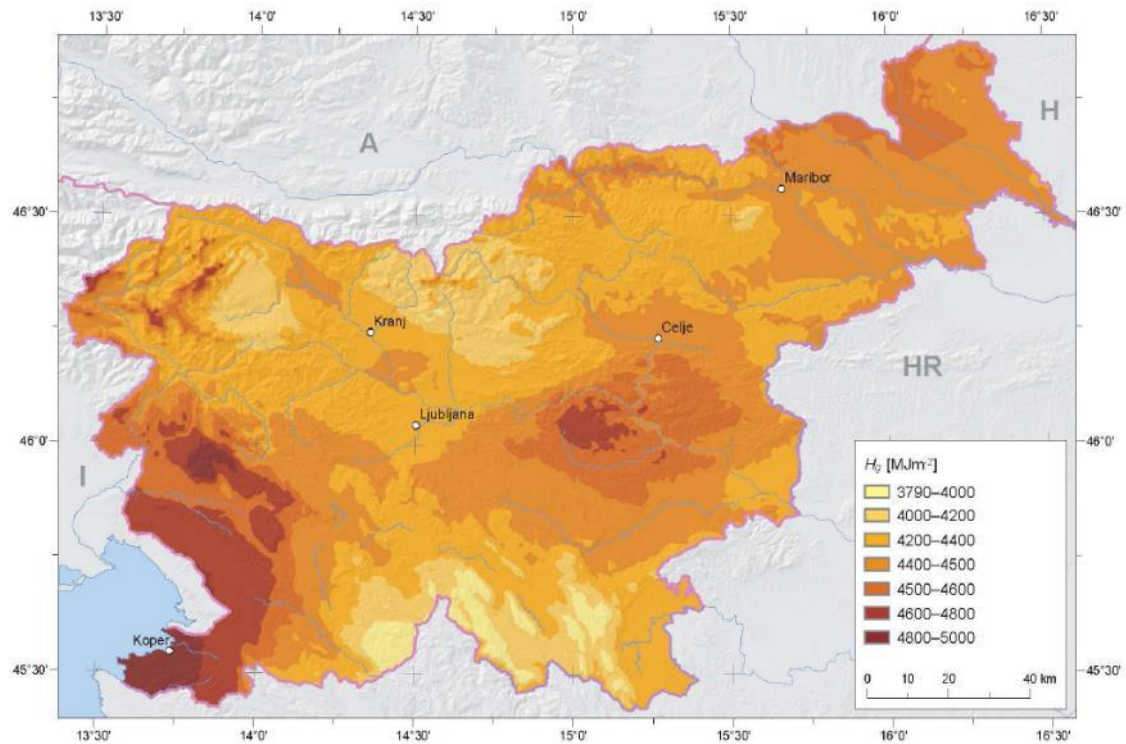 13°30' 14°0' 14°30' 15°0' 15°30' 16°0' 16°30'
A
H
Maribor
46°30' 46°30'
Kranj
Celje
HR
Ljubljana
46°0' 46°0'
I
H_G [MJm⁻²]
3790–4000
4000–4200
4200–4400
4400–4500
4500–4600
4600–4800
4800–5000
Koper
45°30' 45°30'
0 10 20 30 40 km
13°30' 14°0' 14°30' 15°0' 15°30' 16°0' 16°30'